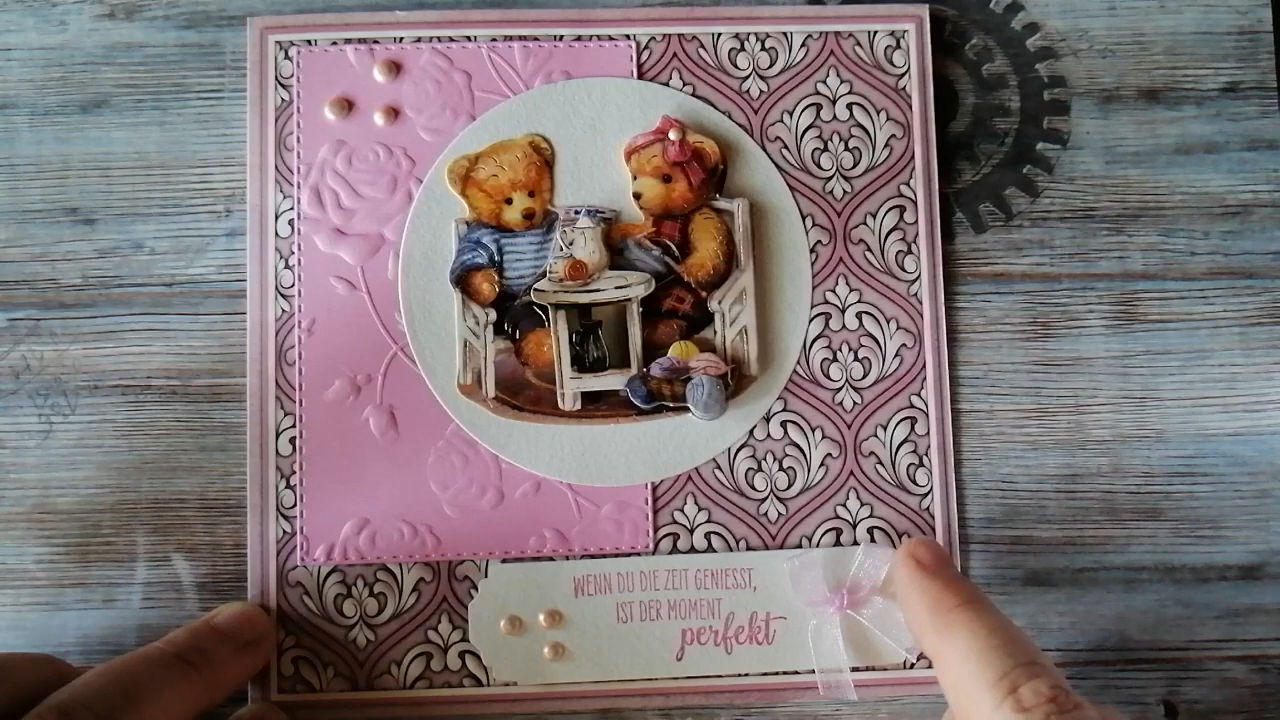 WENN DU DIE ZEIT GENIESST,
IST DER MOMENT
perfekt